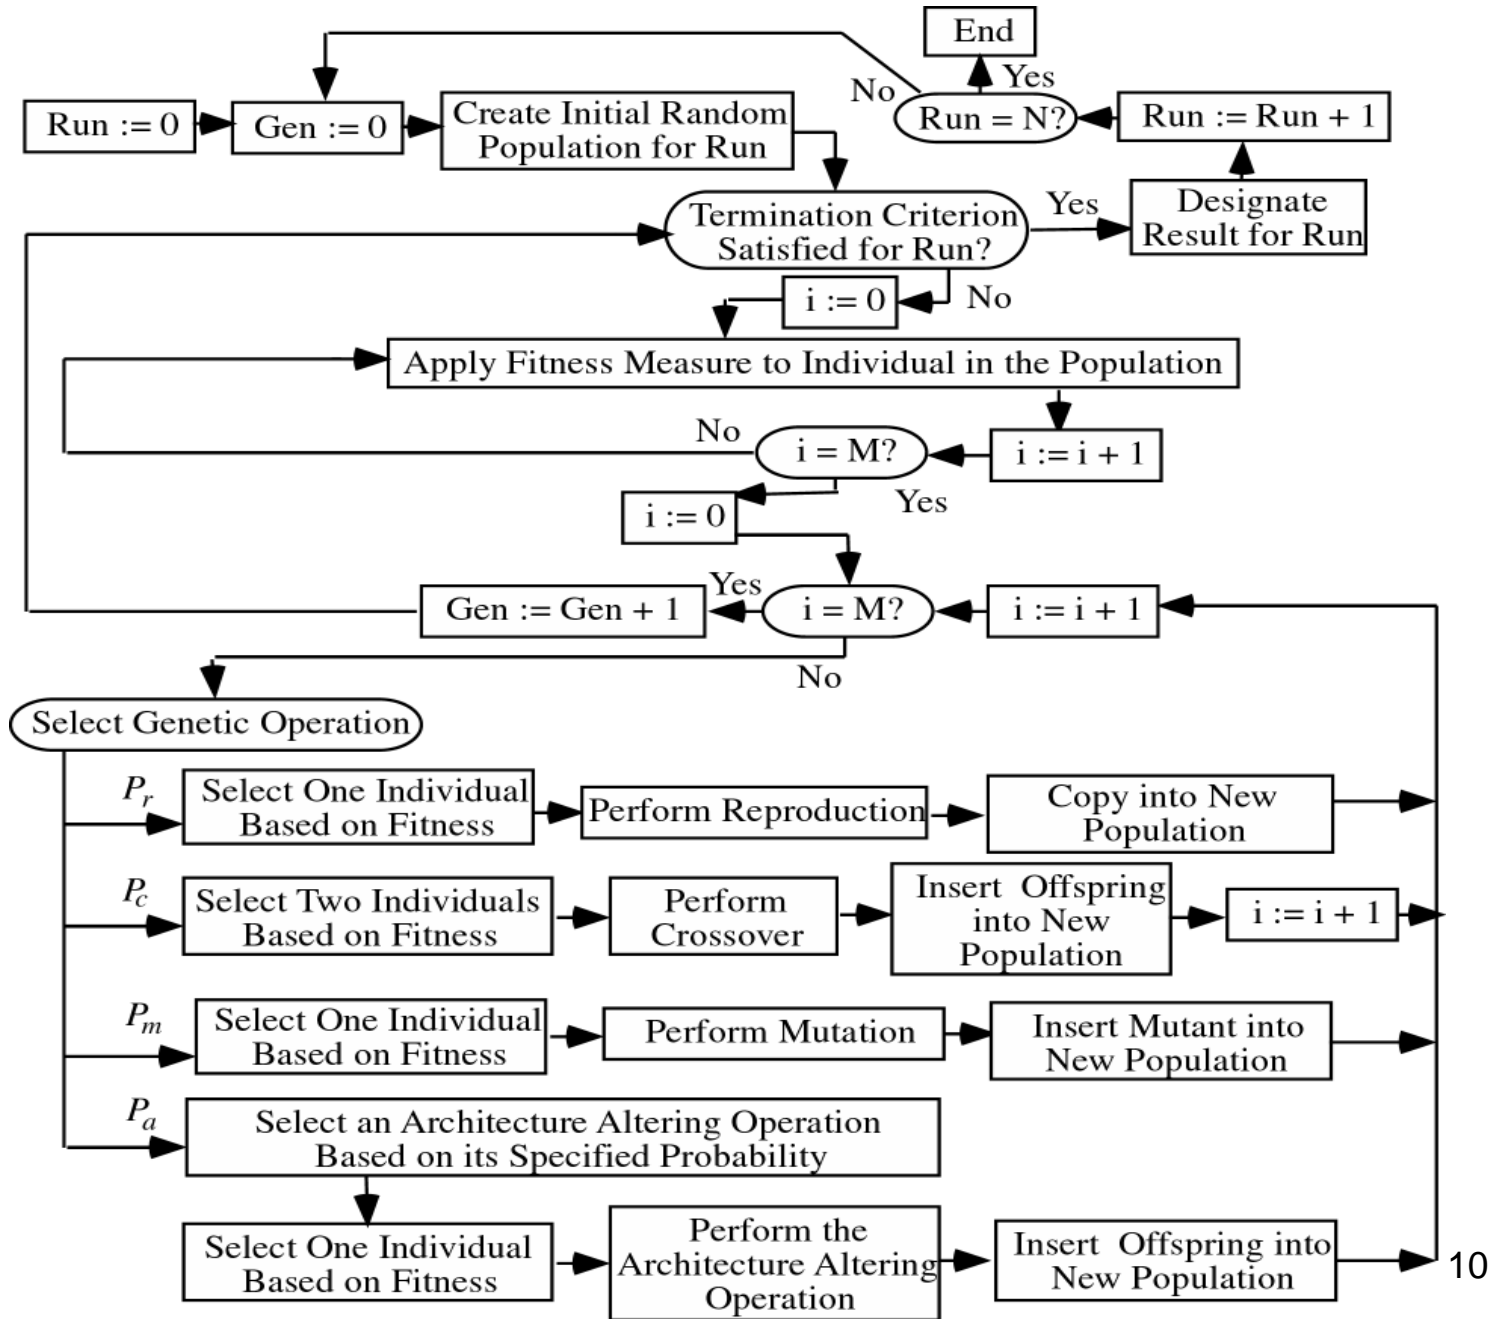 End
No
Yes
Run := 0
Gen := 0
Create Initial Random
Population for Run
Run = N?
Run := Run + 1
Termination Criterion
Satisfied for Run?
Yes
Designate
Result for Run
i := 0
No
Apply Fitness Measure to Individual in the Population
No
i = M?
i := i + 1
Yes
i := 0
Gen := Gen + 1
Yes
i = M?
i := i + 1
No
Select Genetic Operation
Pr
Select One Individual
Based on Fitness
Perform Reproduction
Copy into New
Population
Pc
Select Two Individuals
Based on Fitness
Perform
Crossover
Insert Offspring
into New
Population
i := i + 1
Pm
Select One Individual
Based on Fitness
Perform Mutation
Insert Mutant into
New Population
Pa
Select an Architecture Altering Operation
Based on its Specified Probability
Select One Individual
Based on Fitness
Perform the
Architecture Altering
Operation
Insert Offspring into
New Population
10